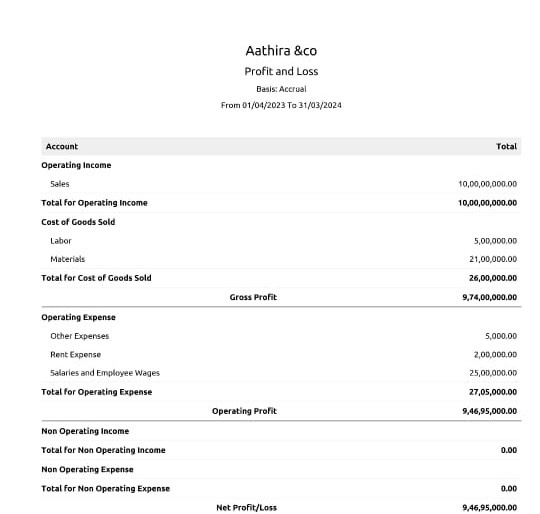 Aathira &co
Profit and Loss
Basis: Accrual
From 01/04/2023 To 31/03/2024
Account Total
Operating Income
Sales 10,00,00,000.00
Total for Operating Income 10,00,00,000.00
Cost of Goods Sold
Labor 5,00,000.00
Materials 21,00,000.00
Total for Cost of Goods Sold 26,00,000.00
Gross Profit 9,74,00,000.00
Operating Expense
Other Expenses 5,000.00
Rent Expense 2,00,000.00
Salaries and Employee Wages 25,00,000.00
Total for Operating Expense 27,05,000.00
Operating Profit 9,46,95,000.00
Non Operating Income
Total for Non Operating Income 0.00
Non Operating Expense
Total for Non Operating Expense 0.00
Net Profit/Loss 9,46,95,000.00